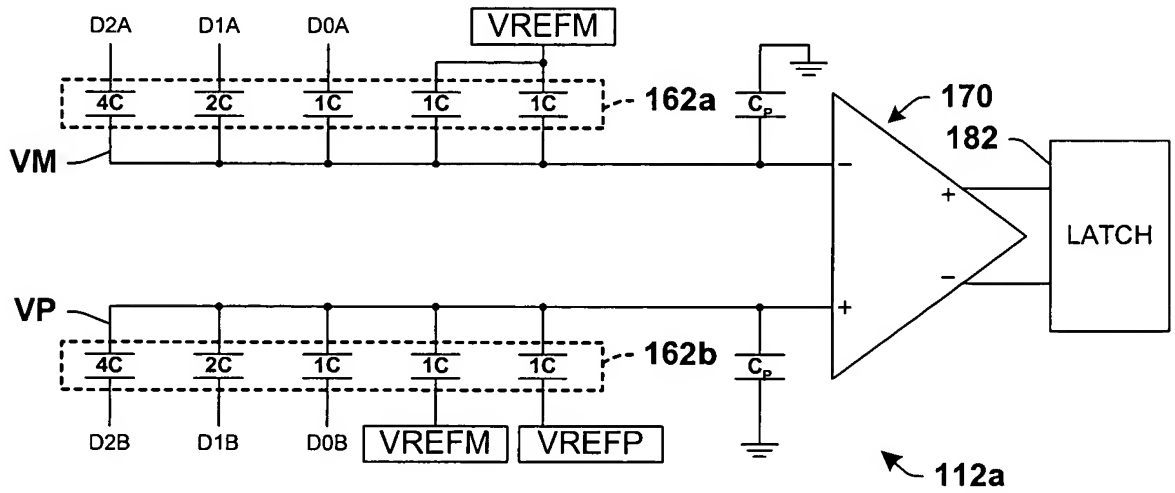 D2A D1A D0A VREFM
4C 2C 1C 1C 1C 162a CP 170
182
VM − +
LATCH
VP + −
4C 2C 1C 1C 1C 162b CP
D2B D1B D0B VREFM VREFP
112a